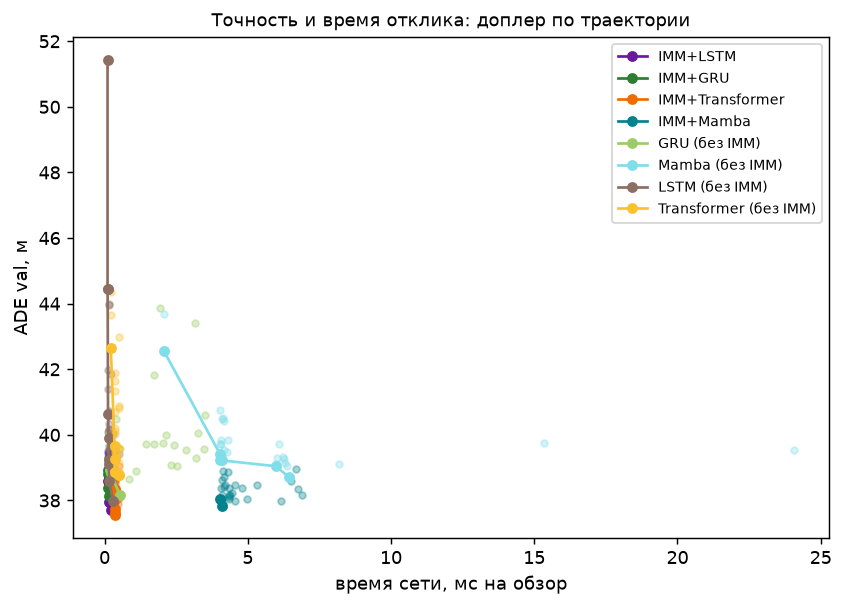 Точность и время отклика: доплер по траектории
52
50
48
46
44
42
40
38
ADE val, м
0
5
10
15
20
25
время сети, мс на обзор
IMM+LSTM
IMM+GRU
IMM+Transformer
IMM+Mamba
GRU (без IMM)
Mamba (без IMM)
LSTM (без IMM)
Transformer (без IMM)